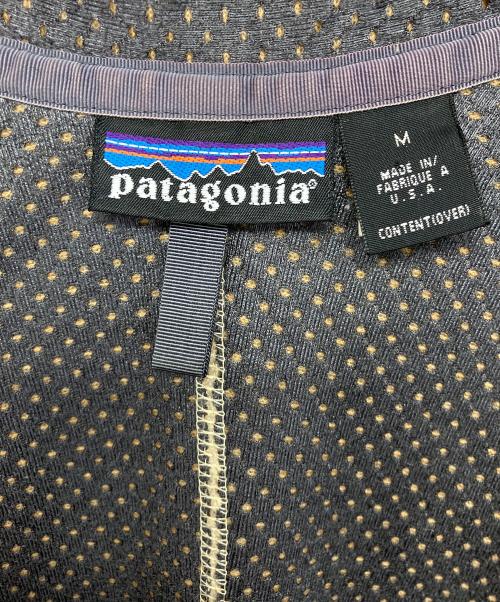 patagonia®
M
MADE IN/
FABRIQUE A
U.S.A.
CONTENT(OVER)